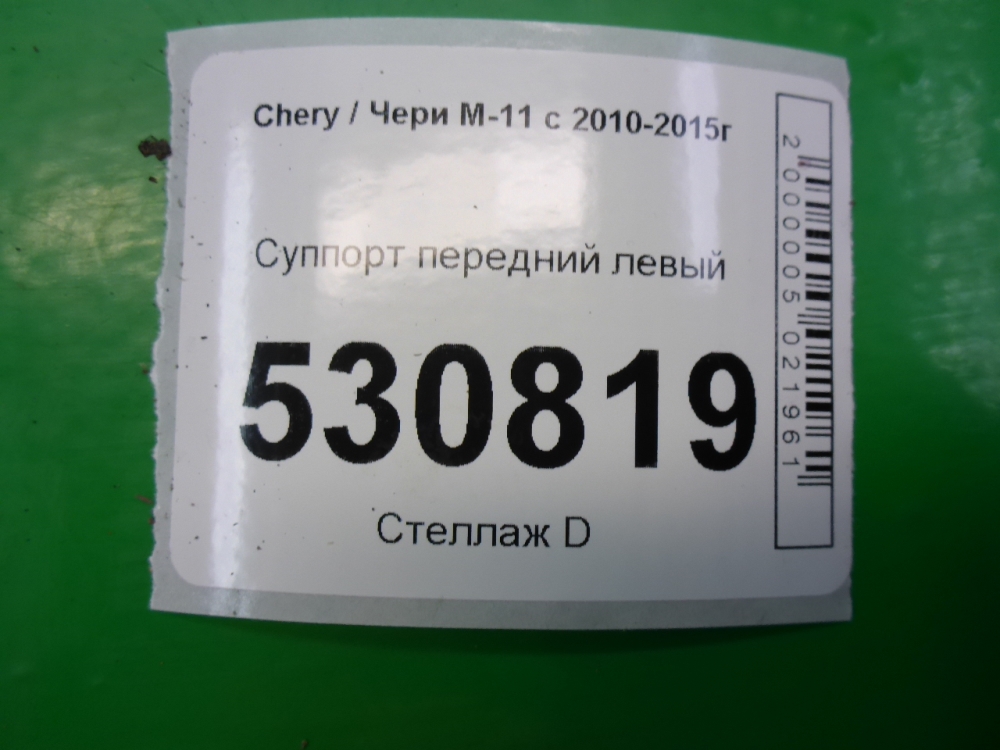 Chery / Чери М-11 с 2010-2015г
Суппорт передний левый
530819
Стеллаж D
2000005021961